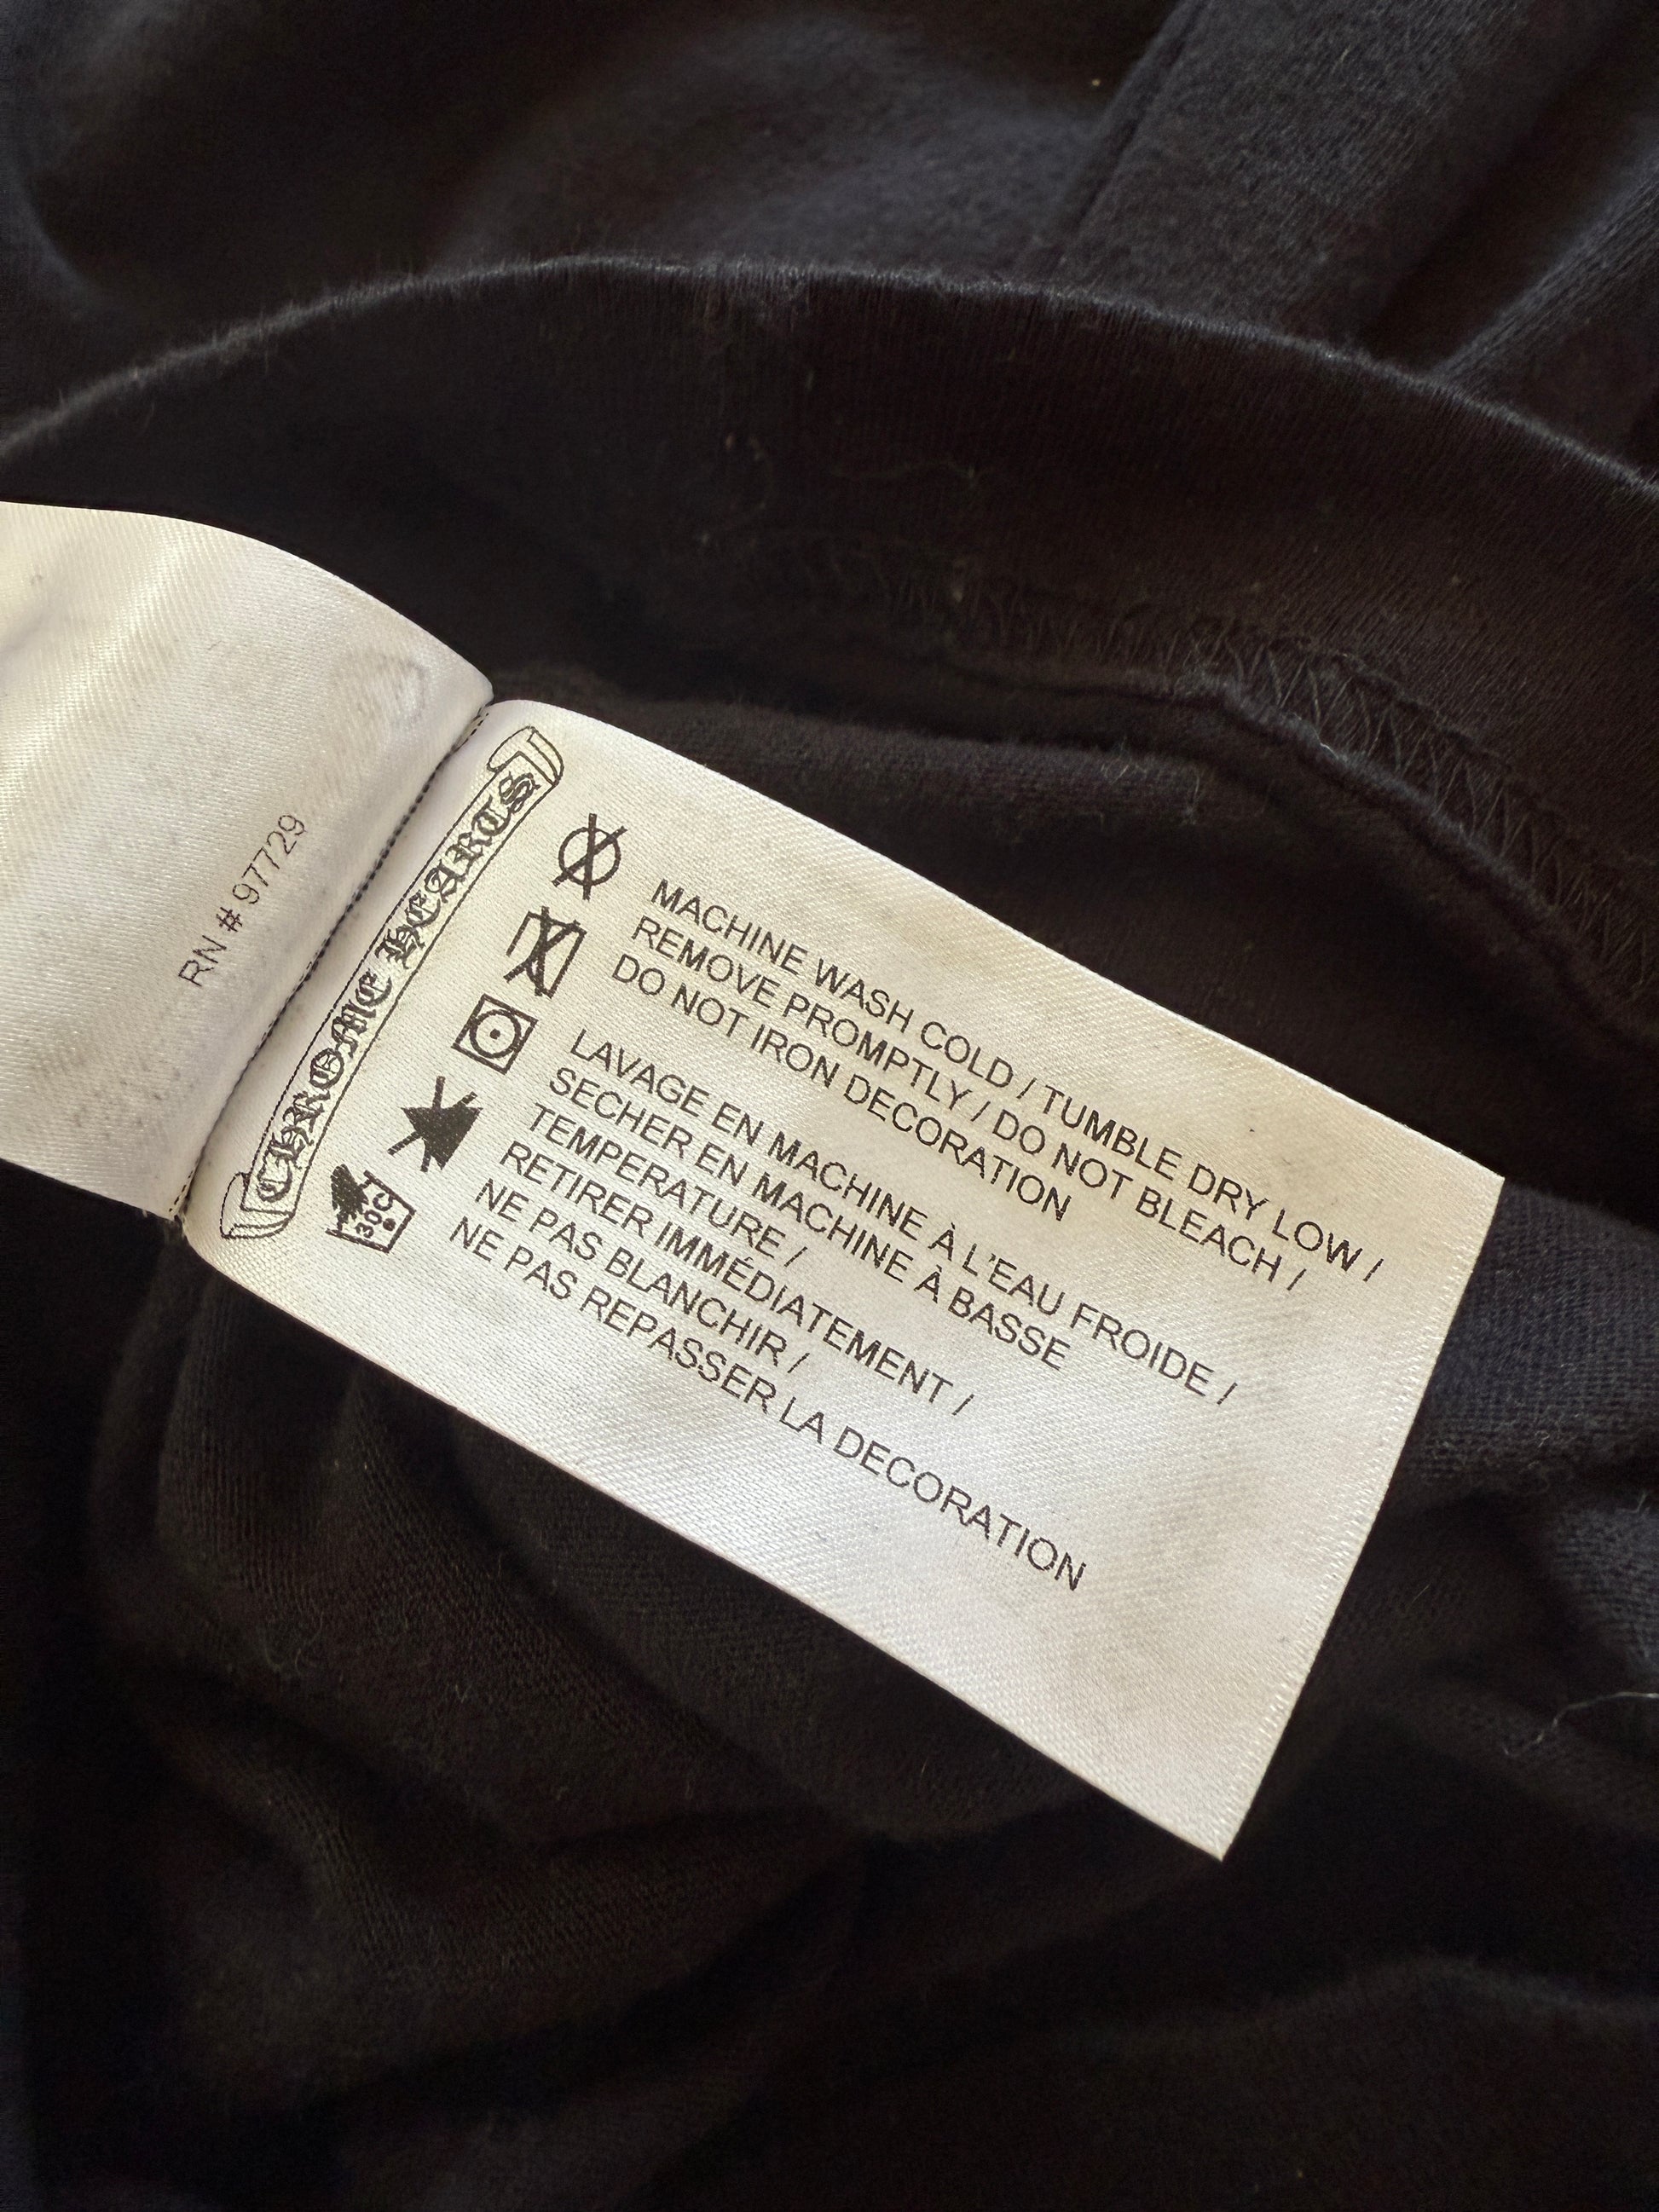 RN # 97729
CHROME HEARTS
MACHINE WASH COLD / TUMBLE DRY LOW /
REMOVE PROMPTLY / DO NOT BLEACH /
DO NOT IRON DECORATION
LAVAGE EN MACHINE À L'EAU FROIDE /
SECHER EN MACHINE À BASSE
TEMPERATURE /
RETIRER IMMÉDIATEMENT /
NE PAS BLANCHIR /
NE PAS REPASSER LA DECORATION
30C